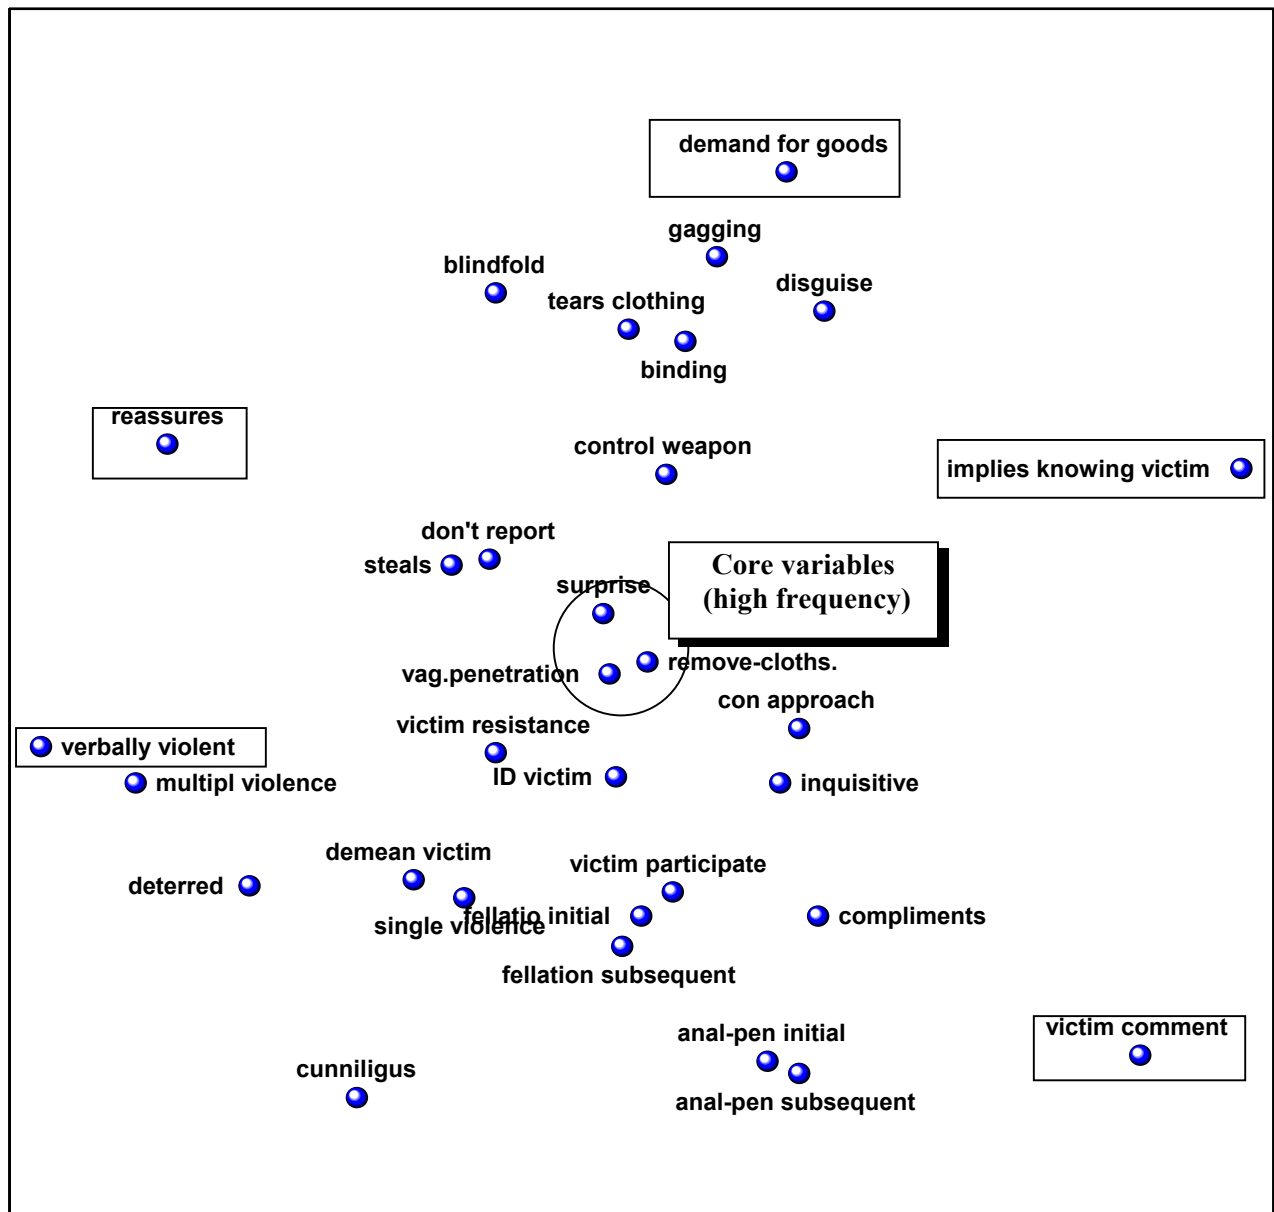 demand for goods
gagging
blindfold
disguise
tears clothing
binding
reassures
control weapon
implies knowing victim
don't report
steals
surprise
Core variables
(high frequency)
remove-cloths.
vag.penetration
con approach
victim resistance
verbally violent
ID victim
multipl violence
inquisitive
demean victim
victim participate
deterred
fellatio initial
compliments
single violence
fellation subsequent
victim comment
anal-pen initial
cunniligus
anal-pen subsequent